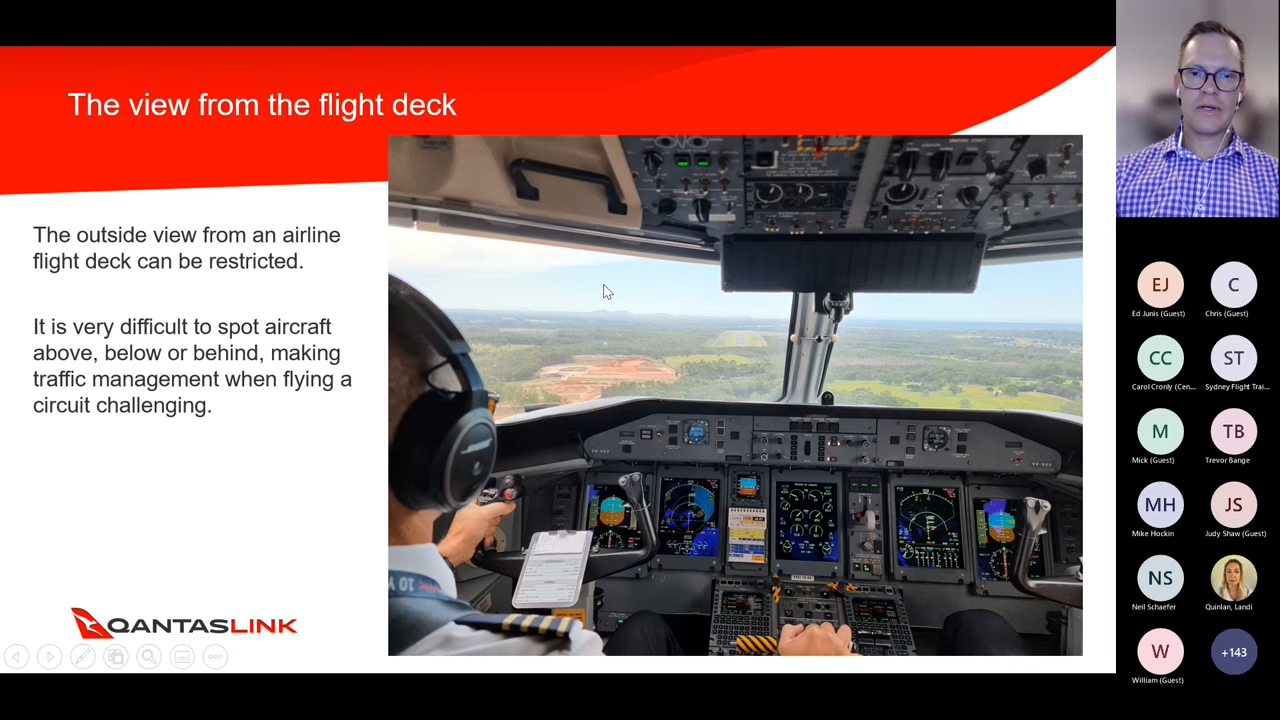 The view from the flight deck
The outside view from an airline
flight deck can be restricted.
It is very difficult to spot aircraft
above, below or behind, making
traffic management when flying a
circuit challenging.
QANTASLINK
10 Y
EJ
Ed Junis (Guest)
C
Chris (Guest)
CC
Carol Cronly (Cen...
ST
Sydney Flight Trai...
M
Mick (Guest)
TB
Trevor Bange
MH
Mike Hockin
JS
Judy Shaw (Guest)
NS
Neil Schaefer
Quinlan, Landi
W
William (Guest)
+143